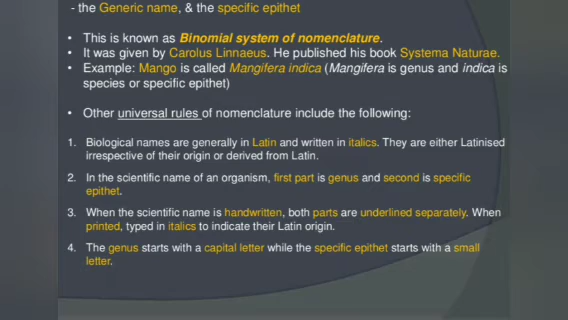 - the Generic name, & the specific epithet
• This is known as Binomial system of nomenclature.
• It was given by Carolus Linnaeus. He published his book Systema Naturae.
• Example: Mango is called Mangifera indica (Mangifera is genus and indica is
species or specific epithet)
• Other universal rules of nomenclature include the following:
1. Biological names are generally in Latin and written in italics. They are either Latinised
irrespective of their origin or derived from Latin.
2. In the scientific name of an organism, first part is genus and second is specific
epithet.
3. When the scientific name is handwritten, both parts are underlined separately. When
printed, typed in italics to indicate their Latin origin.
4. The genus starts with a capital letter while the specific epithet starts with a small
letter.